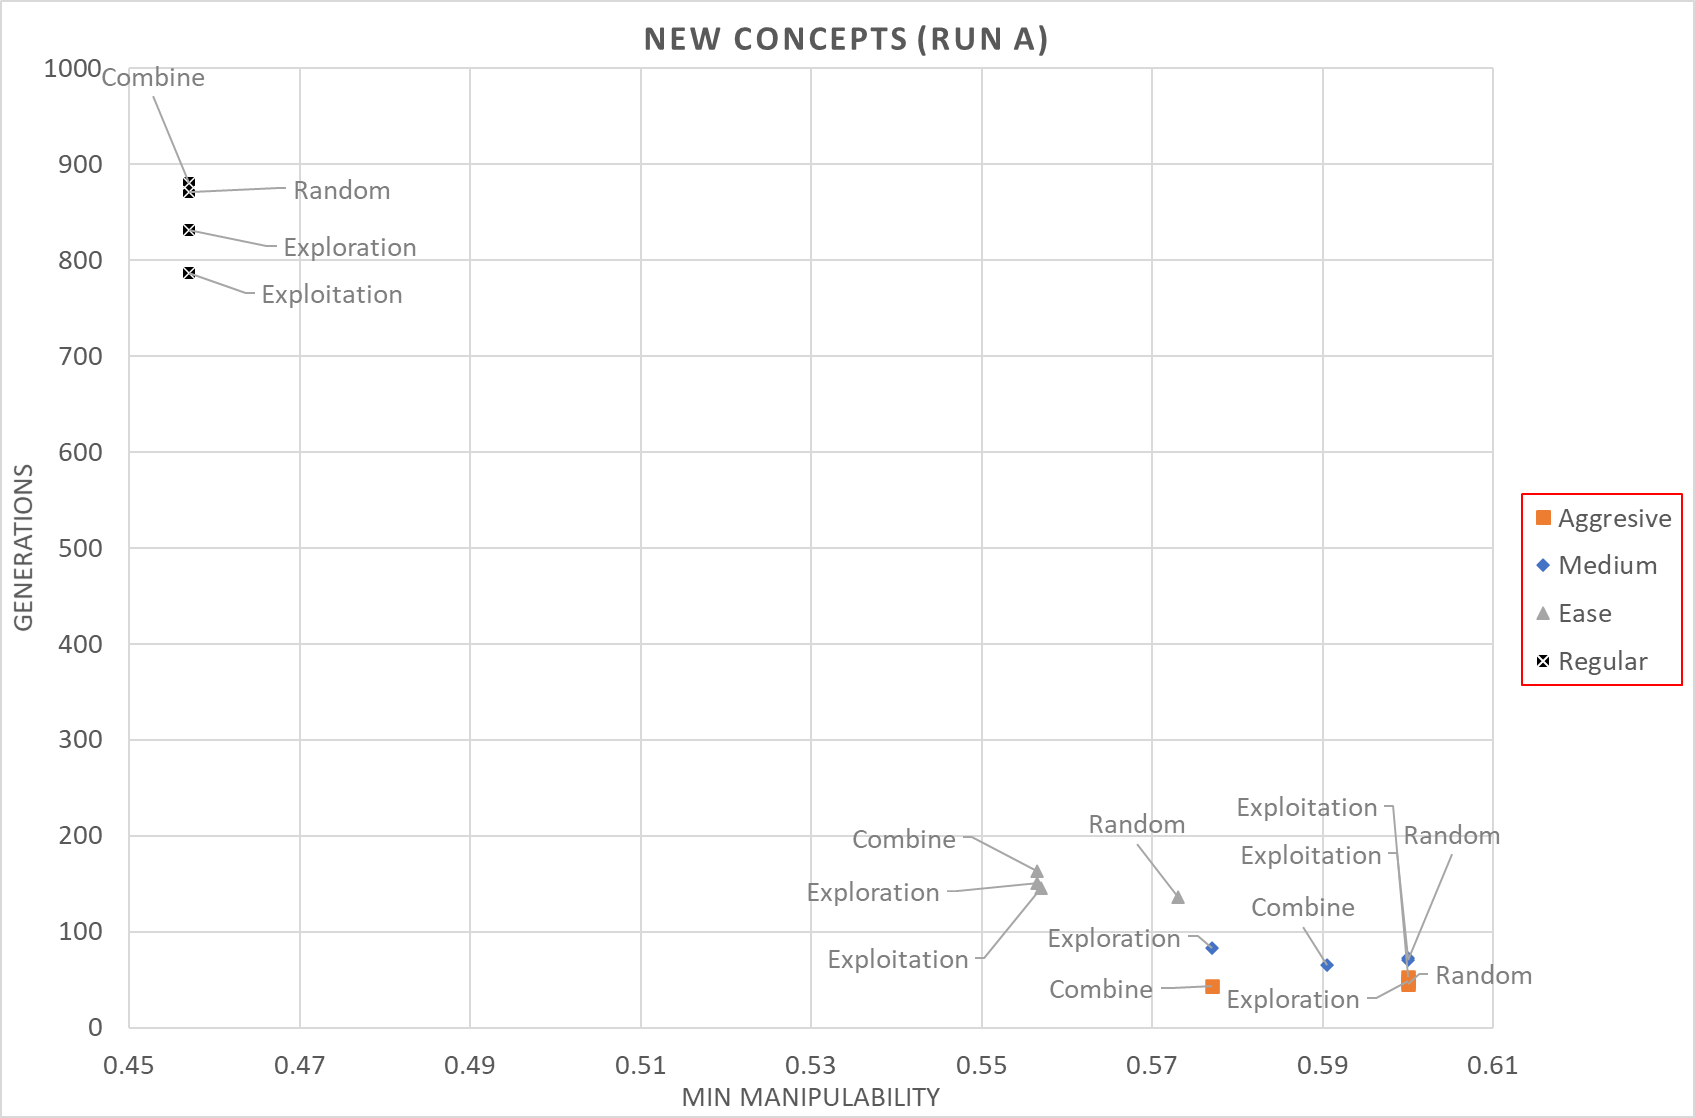 NEW CONCEPTS (RUN A)
1000
Combine
900
Random
Exploration
800
Exploitation
700
600
500
400
300
200
100
0
GENERATIONS
Exploitation
Random
Random
Combine
Exploitation
Exploration
Combine
Exploration
Exploitation
Combine
Random
Exploration
0.45 0.47 0.49 0.51 0.53 0.55 0.57 0.59 0.61
MIN MANIPULABILITY
Aggresive
Medium
Ease
Regular